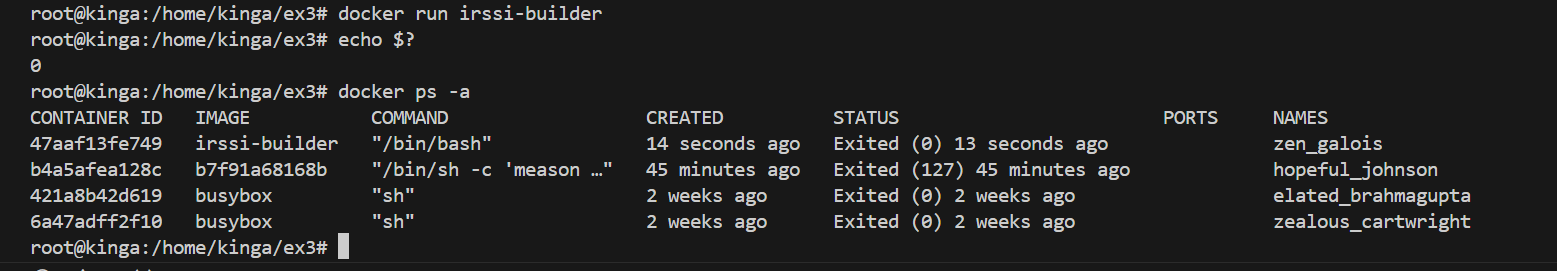 root@kinga:/home/kinga/ex3# docker run irssi-builder
root@kinga:/home/kinga/ex3# echo $?
0
root@kinga:/home/kinga/ex3# docker ps -a
CONTAINER ID   IMAGE           COMMAND                  CREATED          STATUS                        PORTS     NAMES
47aaf13fe749   irssi-builder   "/bin/bash"              14 seconds ago   Exited (0) 13 seconds ago               zen_galois
b4a5afea128c   b7f91a68168b    "/bin/sh -c 'meason …"   45 minutes ago   Exited (127) 45 minutes ago             hopeful_johnson
421a8b42d619   busybox         "sh"                     2 weeks ago      Exited (0) 2 weeks ago                  elated_brahmagupta
6a47adff2f10   busybox         "sh"                     2 weeks ago      Exited (0) 2 weeks ago                  zealous_cartwright
root@kinga:/home/kinga/ex3#